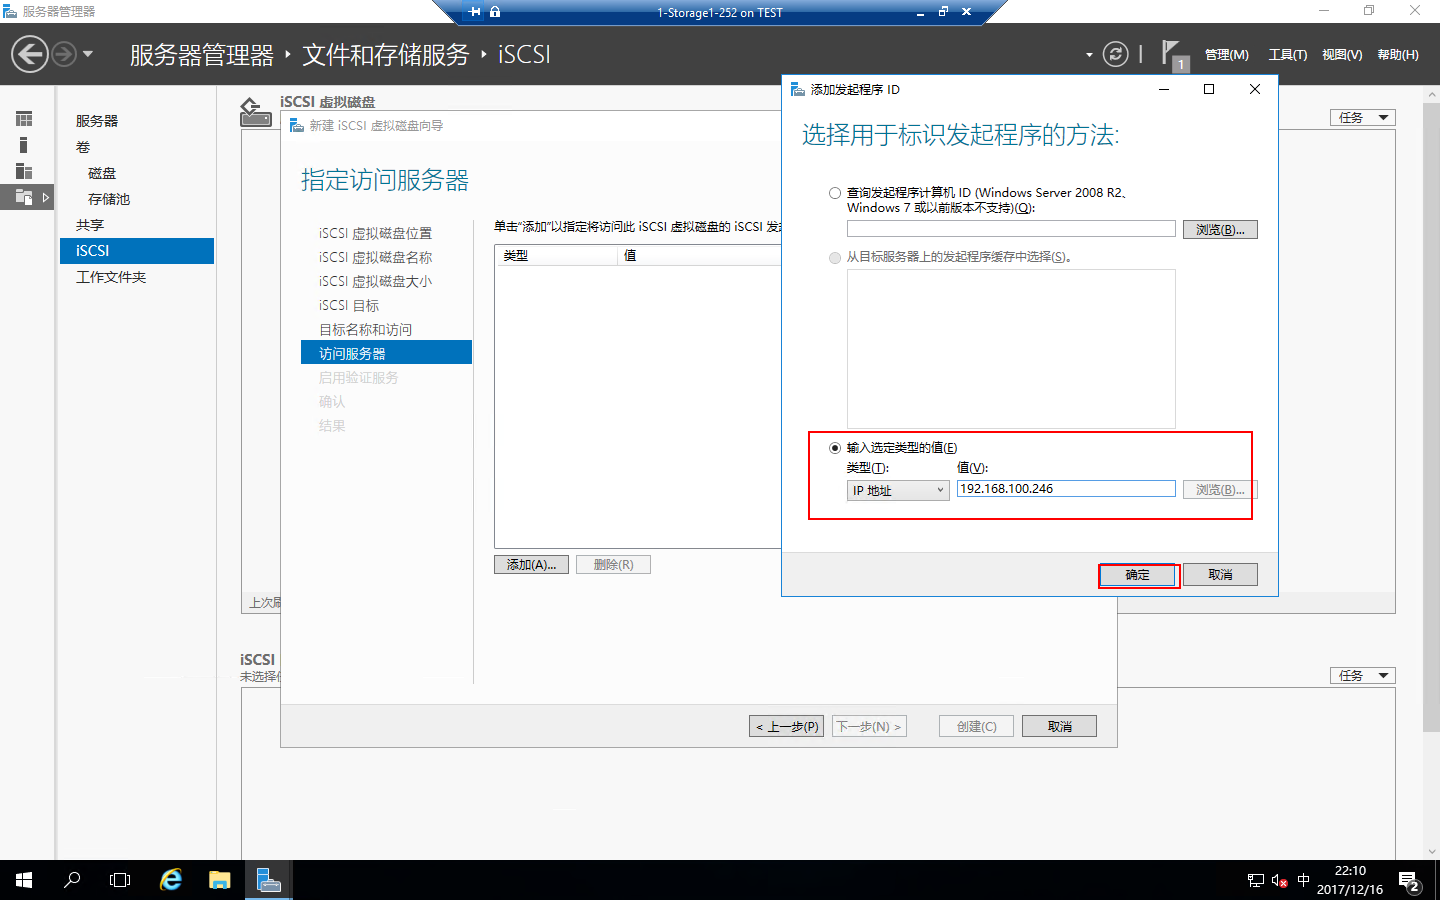 服务器管理器
1-Storage1-252 on TEST
服务器管理器 ‣ 文件和存储服务 ‣ iSCSI
1
管理(M)
工具(T)
视图(V)
帮助(H)
服务器
卷
磁盘
存储池
共享
iSCSI
工作文件夹
iSCSI 虚拟磁盘
任务
新建 iSCSI 虚拟磁盘向导
指定访问服务器
iSCSI 虚拟磁盘位置
iSCSI 虚拟磁盘名称
iSCSI 虚拟磁盘大小
iSCSI 目标
目标名称和访问
访问服务器
启用验证服务
确认
结果
单击“添加”以指定将访问此 iSCSI 虚拟磁盘的 iSCSI 发
类型 值
添加(A)...
删除(R)
< 上一步(P)
下一步(N) >
创建(C)
取消
添加发起程序 ID
选择用于标识发起程序的方法:
查询发起程序计算机 ID (Windows Server 2008 R2、
Windows 7 或以前版本不支持)(Q):
浏览(B)...
从目标服务器上的发起程序缓存中选择(S)。
输入选定类型的值(E)
类型(T): 值(V):
IP 地址
192.168.100.246
浏览(B)...
确定
取消
上次
iSCSI
未选择
任务
中
22:10
2017/12/16
2